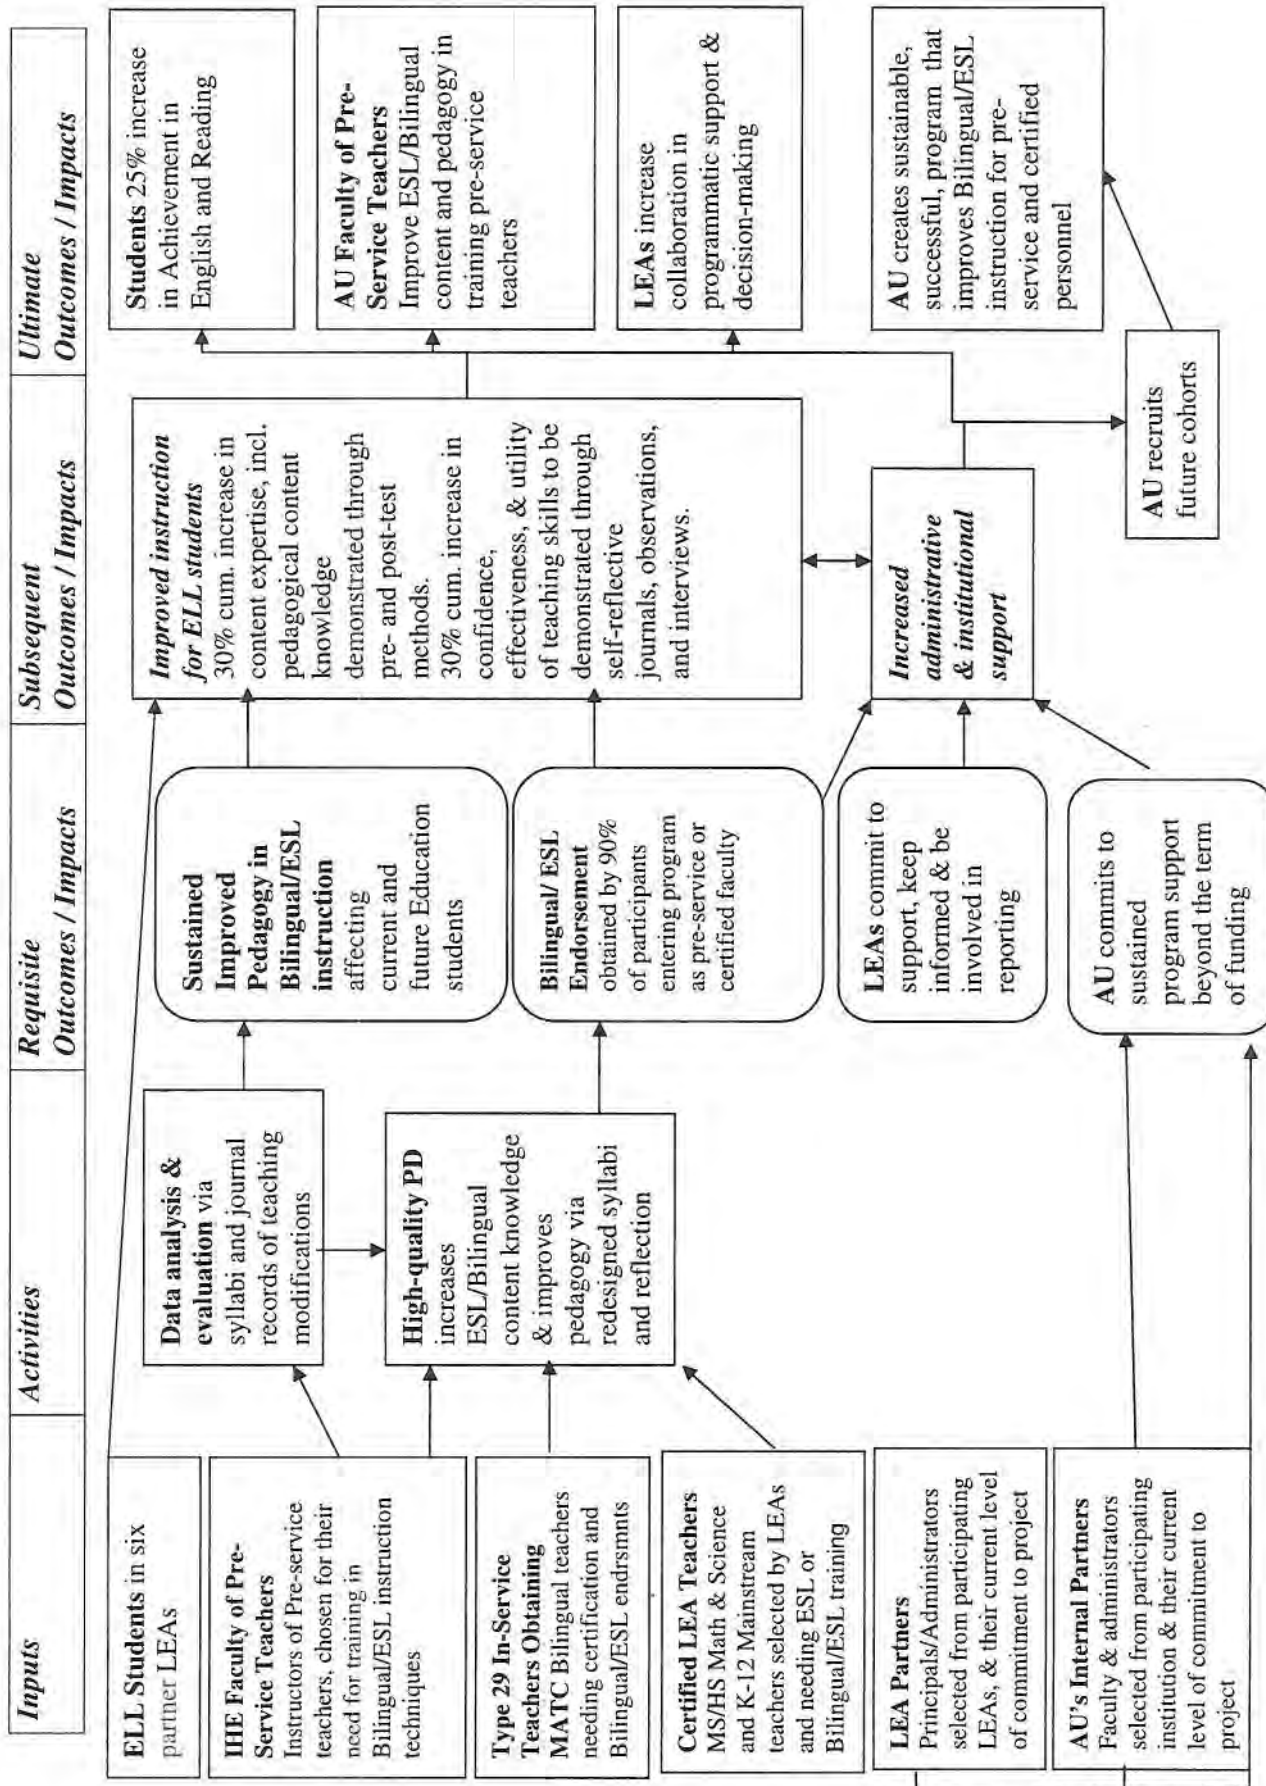 Inputs
Activities
Requisite
Outcomes / Impacts
Subsequent
Outcomes / Impacts
Ultimate
Outcomes / Impacts
ELL Students in six
partner LEAs
IHE Faculty of Pre-
Service Teachers
Instructors of Pre-service
teachers, chosen for their
need for training in
Bilingual/ESL instruction
techniques
Type 29 In-Service
Teachers Obtaining
MATC Bilingual teachers
needing certification and
Bilingual/ESL endrsmnts
Certified LEA Teachers
MS/HS Math & Science
and K-12 Mainstream
teachers selected by LEAs
and needing ESL or
Bilingual/ESL training
LEA Partners
Principals/Administrators
selected from participating
LEAs, & their current level
of commitment to project
AU's Internal Partners
Faculty & administrators
selected from participating
institution & their current
level of commitment to
project
Data analysis &
evaluation via
syllabi and journal
records of teaching
modifications
High-quality PD
increases
ESL/Bilingual
content knowledge
& improves
pedagogy via
redesigned syllabi
and reflection
Sustained
Improved
Pedagogy in
Bilingual/ESL
instruction
affecting
current and
future Education
students
Bilingual/ ESL
Endorsement
obtained by 90%
of participants
entering program
as pre-service or
certified faculty
LEAs commit to
support, keep
informed & be
involved in
reporting
AU commits to
sustained
program support
beyond the term
of funding
Improved instruction
for ELL students
30% cum. increase in
content expertise, incl.
pedagogical content
knowledge
demonstrated through
pre- and post-test
methods.
30% cum. increase in
confidence,
effectiveness, & utility
of teaching skills to be
demonstrated through
self-reflective
journals, observations,
and interviews.
Increased
administrative
& institutional
support
Students 25% increase
in Achievement in
English and Reading
AU Faculty of Pre-
Service Teachers
Improve ESL/Bilingual
content and pedagogy in
training pre-service
teachers
LEAs increase
collaboration in
programmatic support &
decision-making
AU creates sustainable,
successful, program that
improves Bilingual/ESL
instruction for pre-
service and certified
personnel
AU recruits
future cohorts